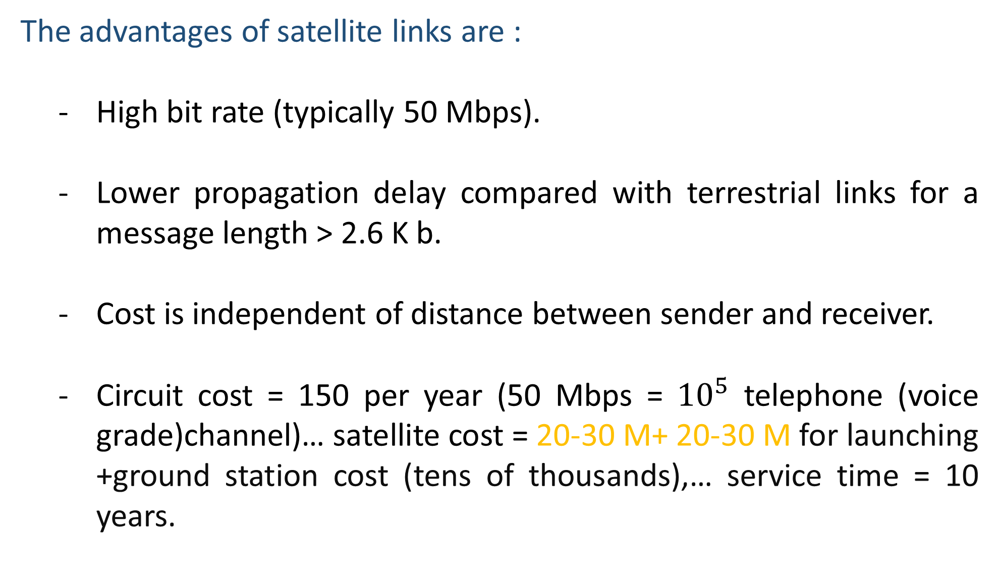 The advantages of satellite links are :
- High bit rate (typically 50 Mbps).
- Lower propagation delay compared with terrestrial links for a
message length > 2.6 K b.
- Cost is independent of distance between sender and receiver.
- Circuit cost = 150 per year (50 Mbps = 10⁵ telephone (voice
grade)channel)... satellite cost = 20-30 M+ 20-30 M for launching
+ground station cost (tens of thousands),... service time = 10
years.